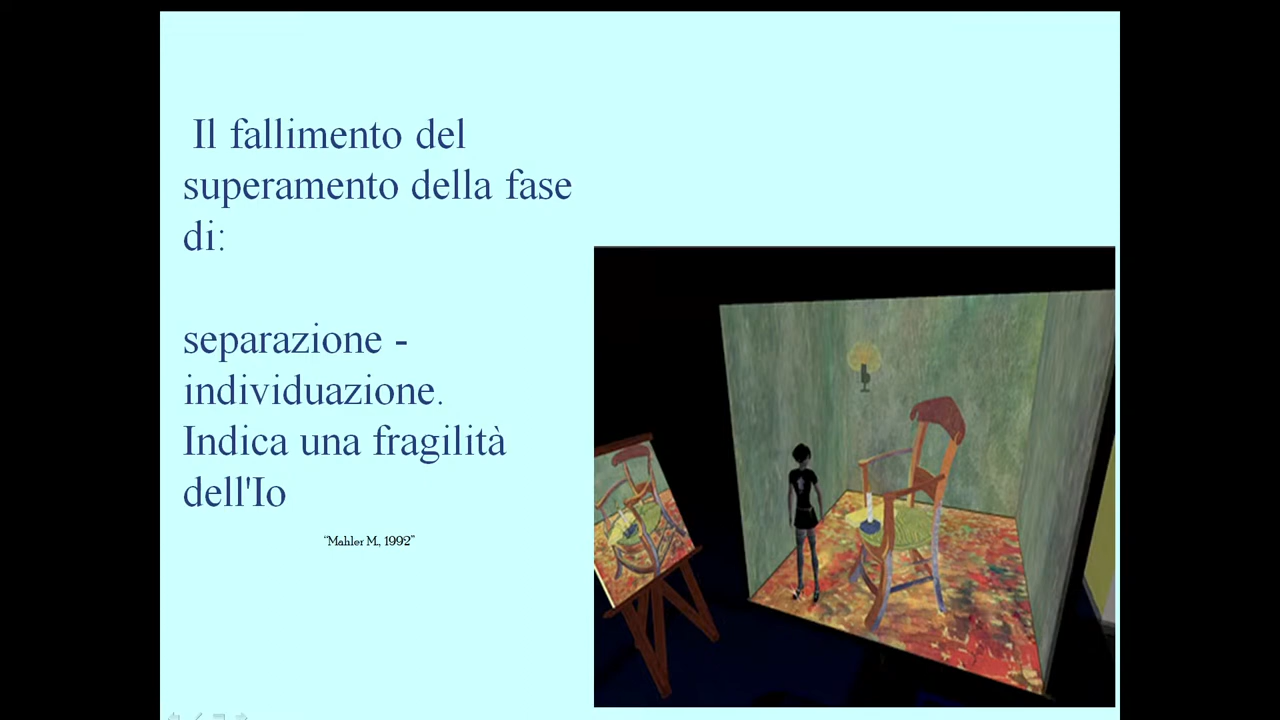 Il fallimento del
superamento della fase
di:
separazione -
individuazione.
Indica una fragilità
dell'Io
“Mahler M., 1992”